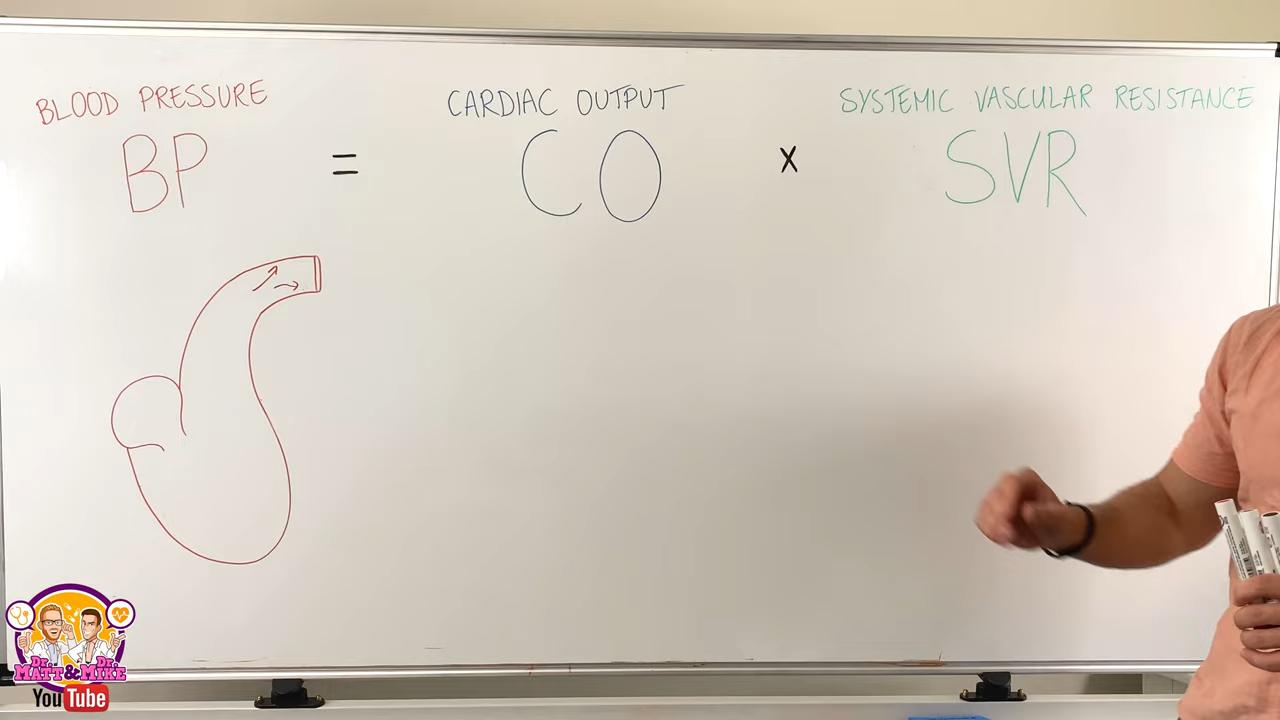 BLOOD PRESSURE
CARDIAC OUTPUT
SYSTEMIC VASCULAR RESISTANCE
BP = CO x SVR
Dr. Dr.
MATT & MIKE
YouTube